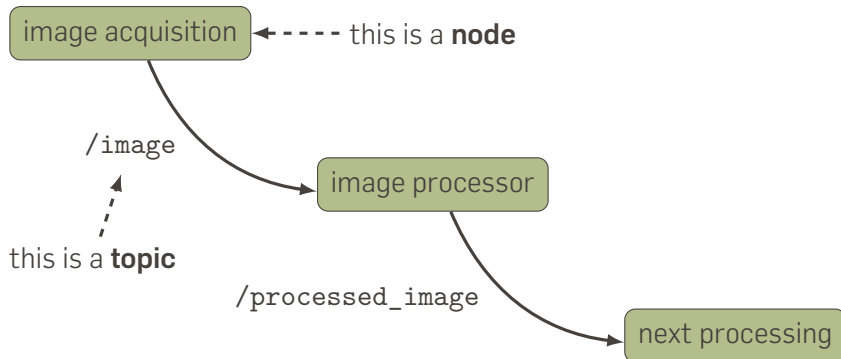 image acquisition
this is a node
/image
image processor
this is a topic
/processed_image
next processing